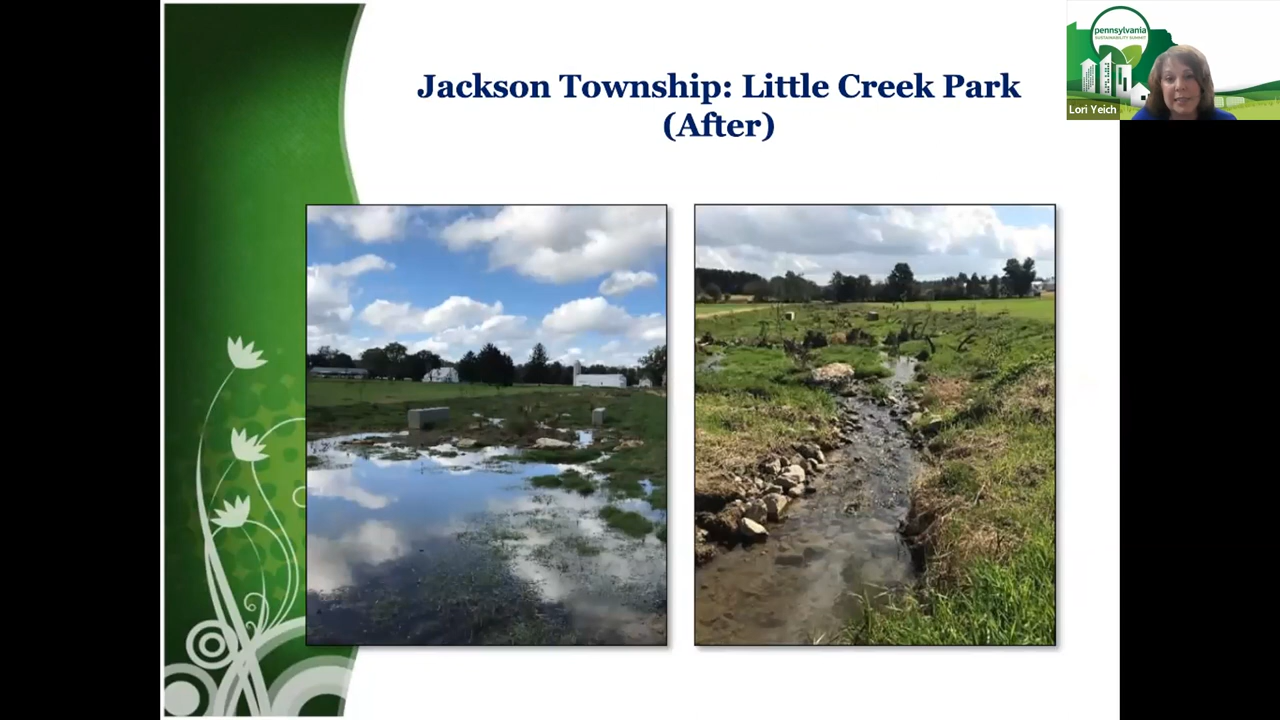 Jackson Township: Little Creek Park
(After)
pennsylvania
SUSTAINABILITY SUMMIT
Lori Yeich